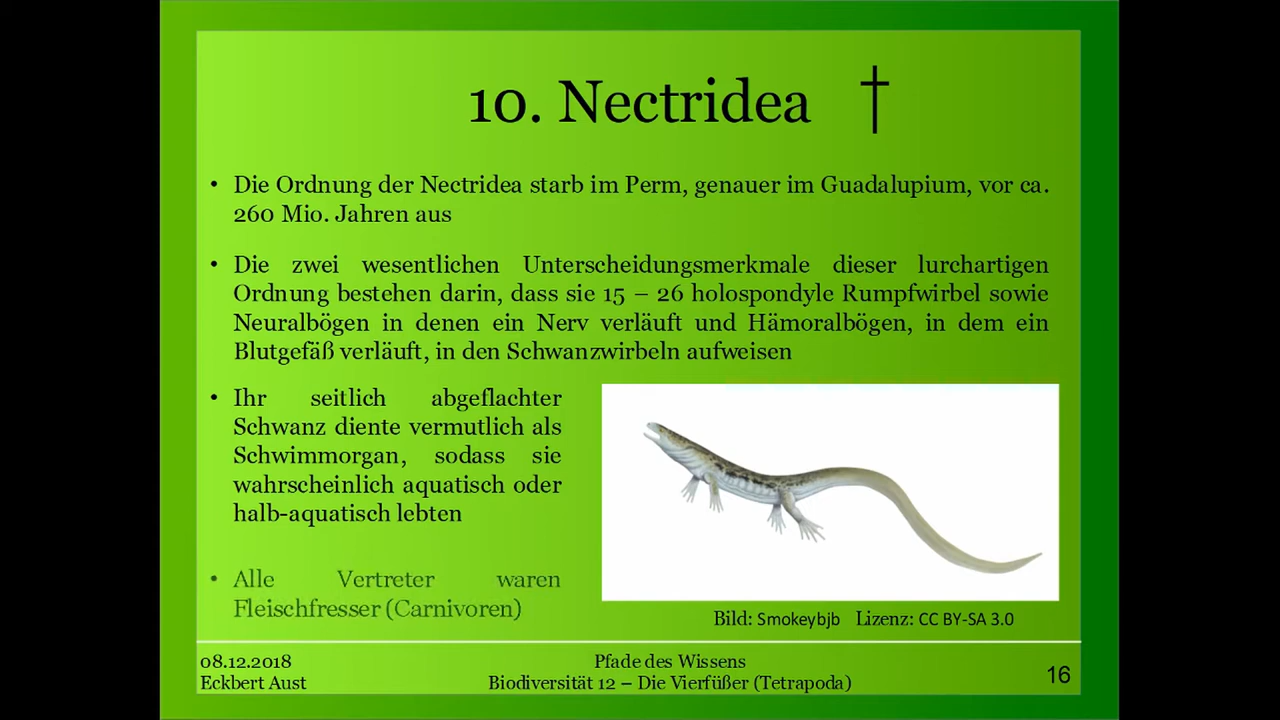 10. Nectridea †
• Die Ordnung der Nectridea starb im Perm, genauer im Guadalupium, vor ca.
260 Mio. Jahren aus
• Die zwei wesentlichen Unterscheidungsmerkmale dieser lurchartigen
Ordnung bestehen darin, dass sie 15 – 26 holospondyle Rumpfwirbel sowie
Neuralbögen in denen ein Nerv verläuft und Hämoralbögen, in dem ein
Blutgefäß verläuft, in den Schwanzwirbeln aufweisen
• Ihr seitlich abgeflachter
Schwanz diente vermutlich als
Schwimmorgan, sodass sie
wahrscheinlich aquatisch oder
halb-aquatisch lebten
• Alle Vertreter waren
Fleischfresser (Carnivoren)
Bild: Smokeybjb Lizenz: CC BY-SA 3.0
08.12.2018
Eckbert Aust
Pfade des Wissens
Biodiversität 12 – Die Vierfüßer (Tetrapoda)
16